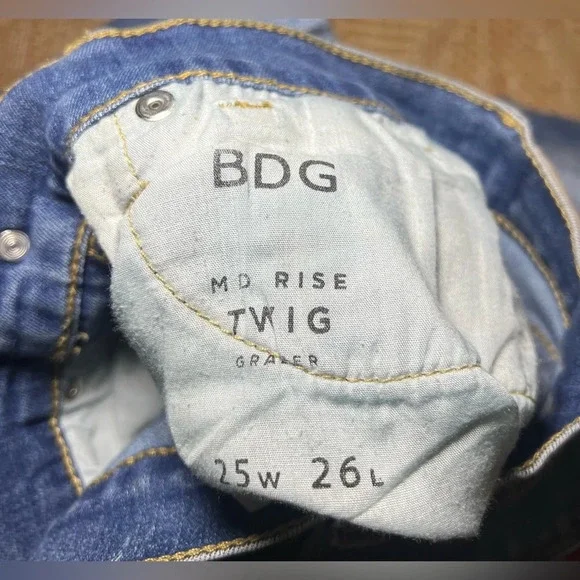 BDG
MD RISE
TWIG
GRAZER
25W 26L